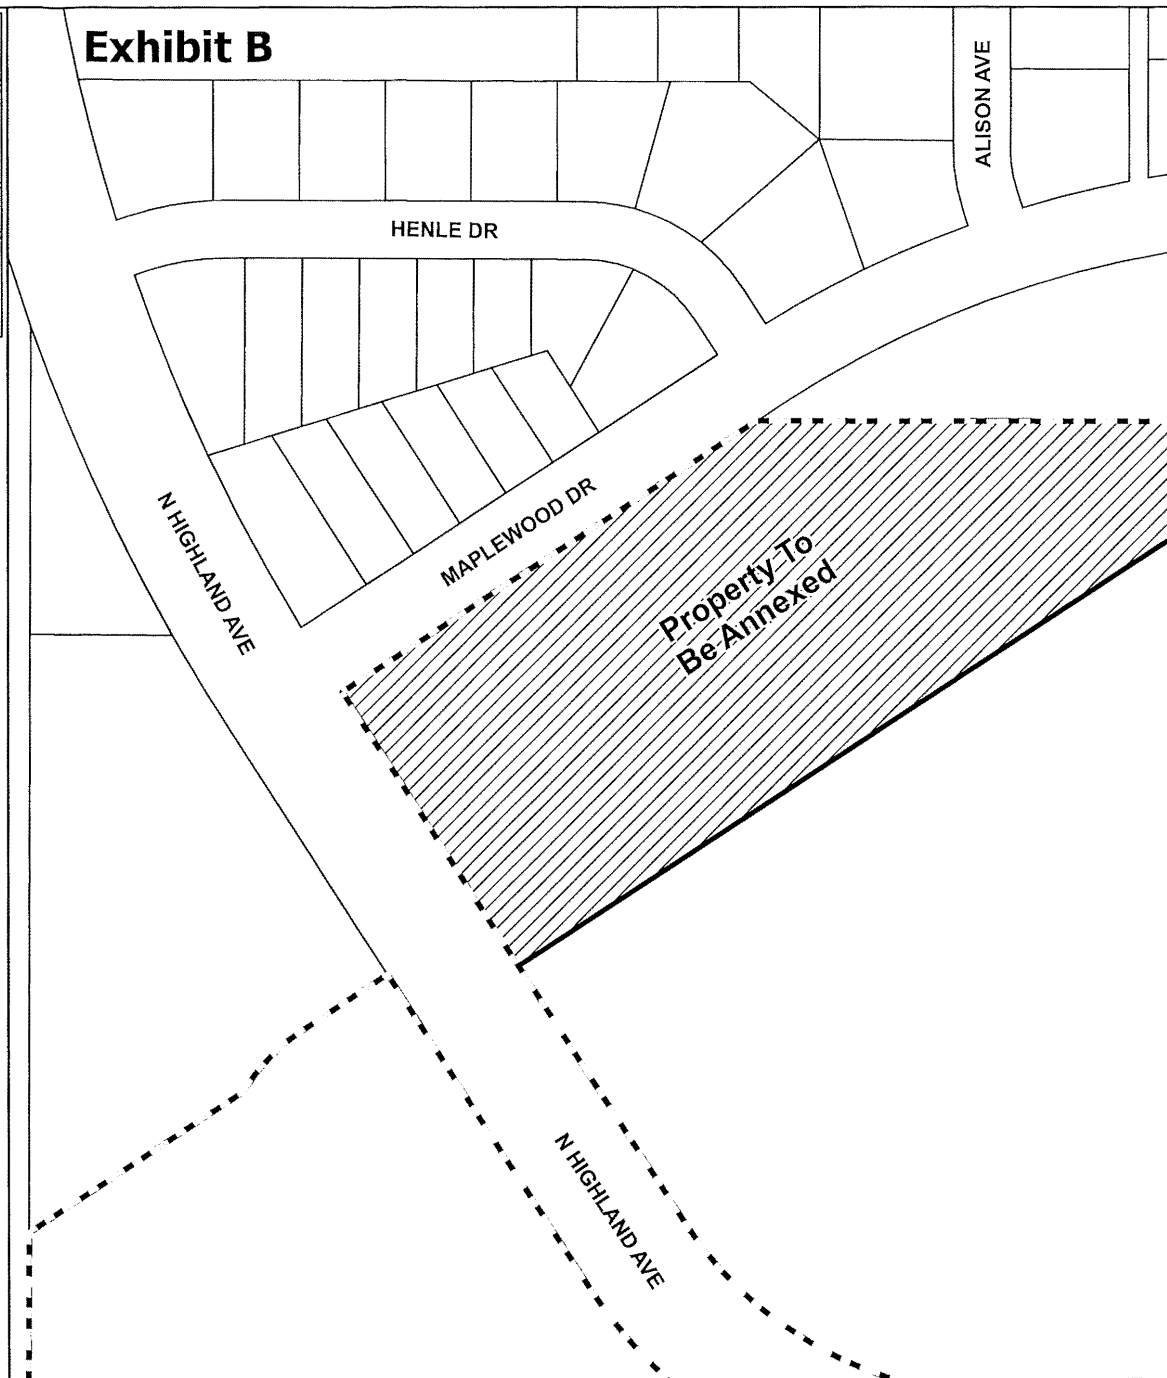 Exhibit B
ALISON AVE
HENLE DR
MAPLEWOOD DR
N HIGHLAND AVE
Property To
Be Annexed
N HIGHLAND AVE